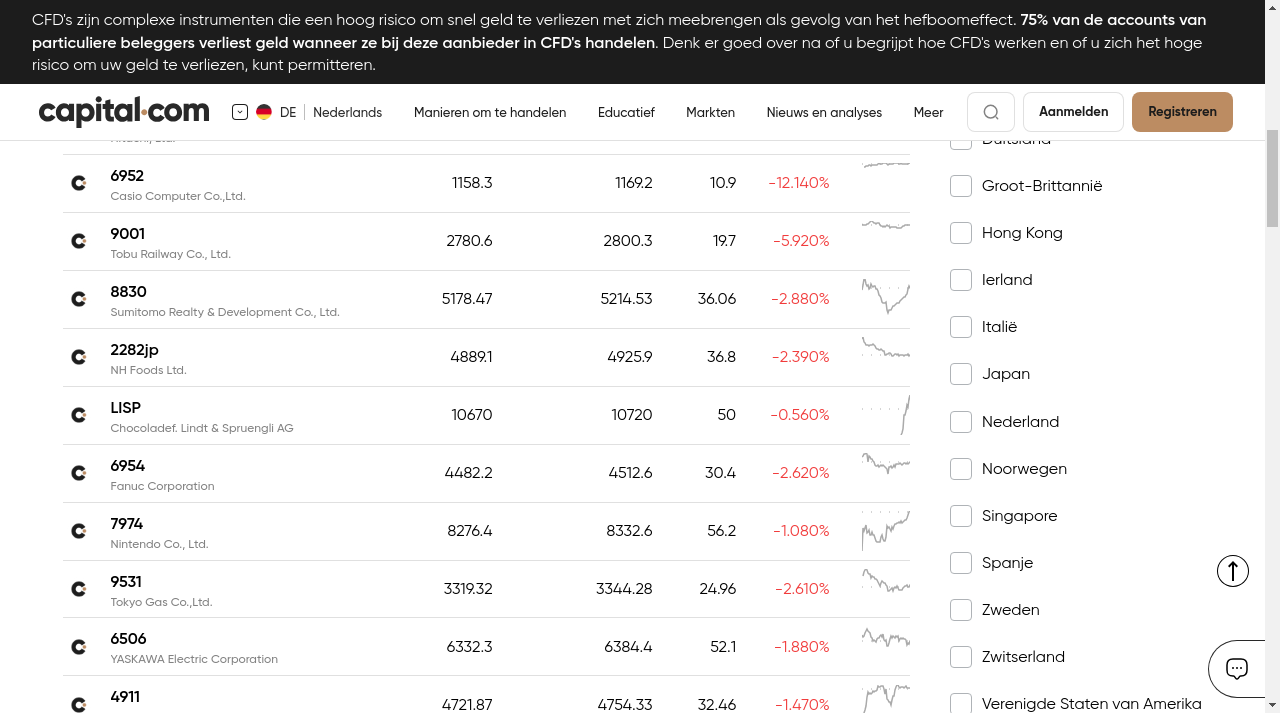 CFD's zijn complexe instrumenten die een hoog risico om snel geld te verliezen met zich meebrengen als gevolg van het hefboomeffect. 75% van de accounts van
particuliere beleggers verliest geld wanneer ze bij deze aanbieder in CFD's handelen. Denk er goed over na of u begrijpt hoe CFD's werken en of u zich het hoge
risico om uw geld te verliezen, kunt permitteren.
capital.com DE Nederlands Manieren om te handelen Educatief Markten Nieuws en analyses Meer Aanmelden Registreren
Duitsland
6952 1158.3 1169.2 10.9 -12.140%
Casio Computer Co.,Ltd.
Groot-Brittannië
9001 2780.6 2800.3 19.7 -5.920%
Tobu Railway Co., Ltd.
Hong Kong
8830 5178.47 5214.53 36.06 -2.880%
Sumitomo Realty & Development Co., Ltd.
Ierland
Italië
2282jp 4889.1 4925.9 36.8 -2.390%
NH Foods Ltd.
Japan
LISP 10670 10720 50 -0.560%
Chocoladef. Lindt & Spruengli AG
Nederland
6954 4482.2 4512.6 30.4 -2.620%
Fanuc Corporation
Noorwegen
7974 8276.4 8332.6 56.2 -1.080%
Nintendo Co., Ltd.
Singapore
Spanje
9531 3319.32 3344.28 24.96 -2.610%
Tokyo Gas Co.,Ltd.
Zweden
6506 6332.3 6384.4 52.1 -1.880%
YASKAWA Electric Corporation
Zwitserland
4911 4721.87 4754.33 32.46 -1.470%
Verenigde Staten van Amerika